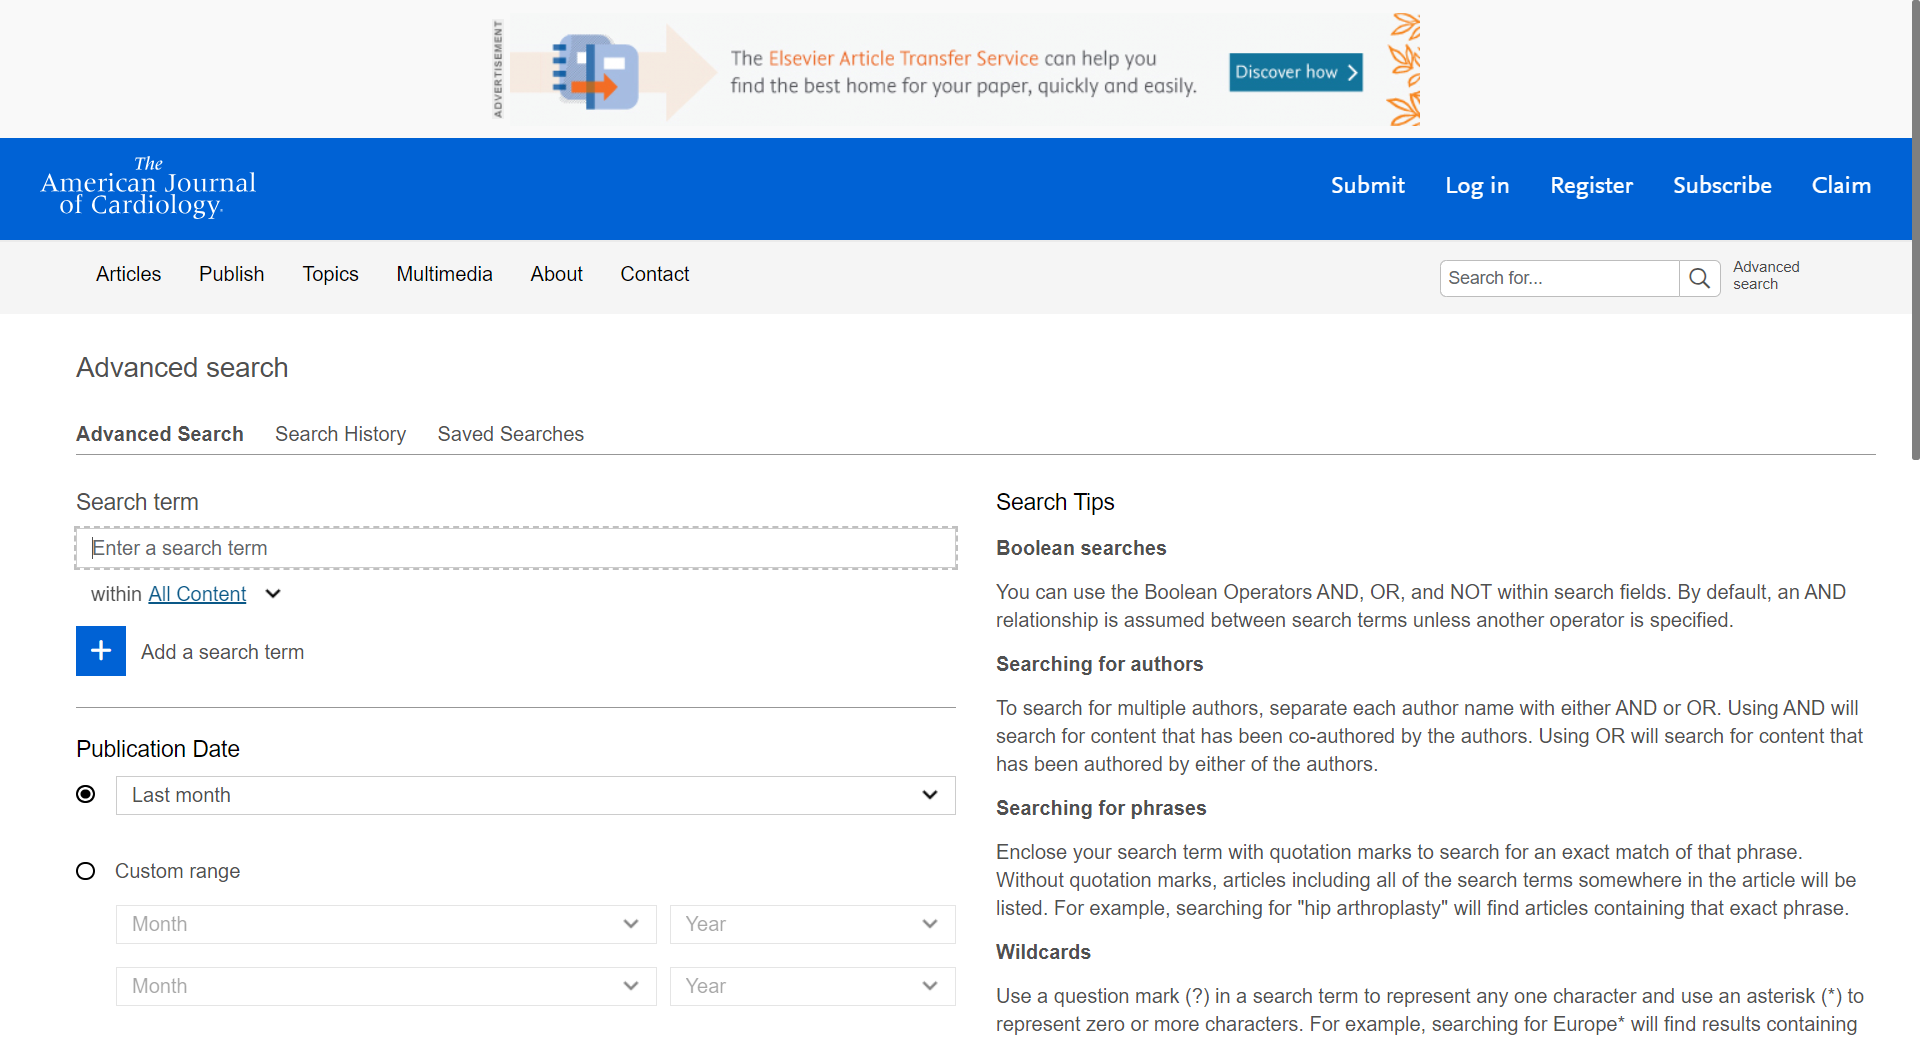 ADVERTISEMENT
The Elsevier Article Transfer Service can help you
find the best home for your paper, quickly and easily.
Discover how
The
American Journal
of Cardiology.
Submit
Log in
Register
Subscribe
Claim
Articles
Publish
Topics
Multimedia
About
Contact
Search for...
Advanced
search
Advanced search
Advanced Search
Search History
Saved Searches
Search term
Enter a search term
within All Content
Add a search term
Publication Date
Last month
Custom range
Month
Year
Month
Year
Search Tips
Boolean searches
You can use the Boolean Operators AND, OR, and NOT within search fields. By default, an AND
relationship is assumed between search terms unless another operator is specified.
Searching for authors
To search for multiple authors, separate each author name with either AND or OR. Using AND will
search for content that has been co-authored by the authors. Using OR will search for content that
has been authored by either of the authors.
Searching for phrases
Enclose your search term with quotation marks to search for an exact match of that phrase.
Without quotation marks, articles including all of the search terms somewhere in the article will be
listed. For example, searching for "hip arthroplasty" will find articles containing that exact phrase.
Wildcards
Use a question mark (?) in a search term to represent any one character and use an asterisk (*) to
represent zero or more characters. For example, searching for Europe* will find results containing